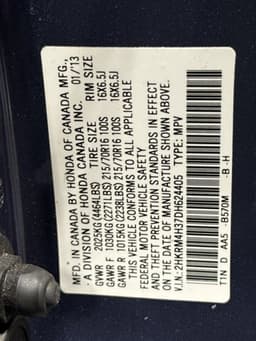 MFD. IN CANADA BY HONDA OF CANADA MFG.,
A DIVISION OF HONDA CANADA INC. 01/'13
TIRE SIZE RIM SIZE
GVWR 2025KG (4464LBS)
GAWR F 1030KG (2271LBS) 215/70R16 100S 16X6.5J
GAWR R 1015KG (2238LBS) 215/70R16 100S 16X6.5J
THIS VEHICLE CONFORMS TO ALL APPLICABLE
FEDERAL MOTOR VEHICLE SAFETY
AND THEFT PREVENTION STANDARDS IN EFFECT
ON THE DATE OF MANUFACTURE SHOWN ABOVE.
V.I.N.:2HKRM4H37DH624405 TYPE: MPV
T1N D AA5 -B570M -B -H